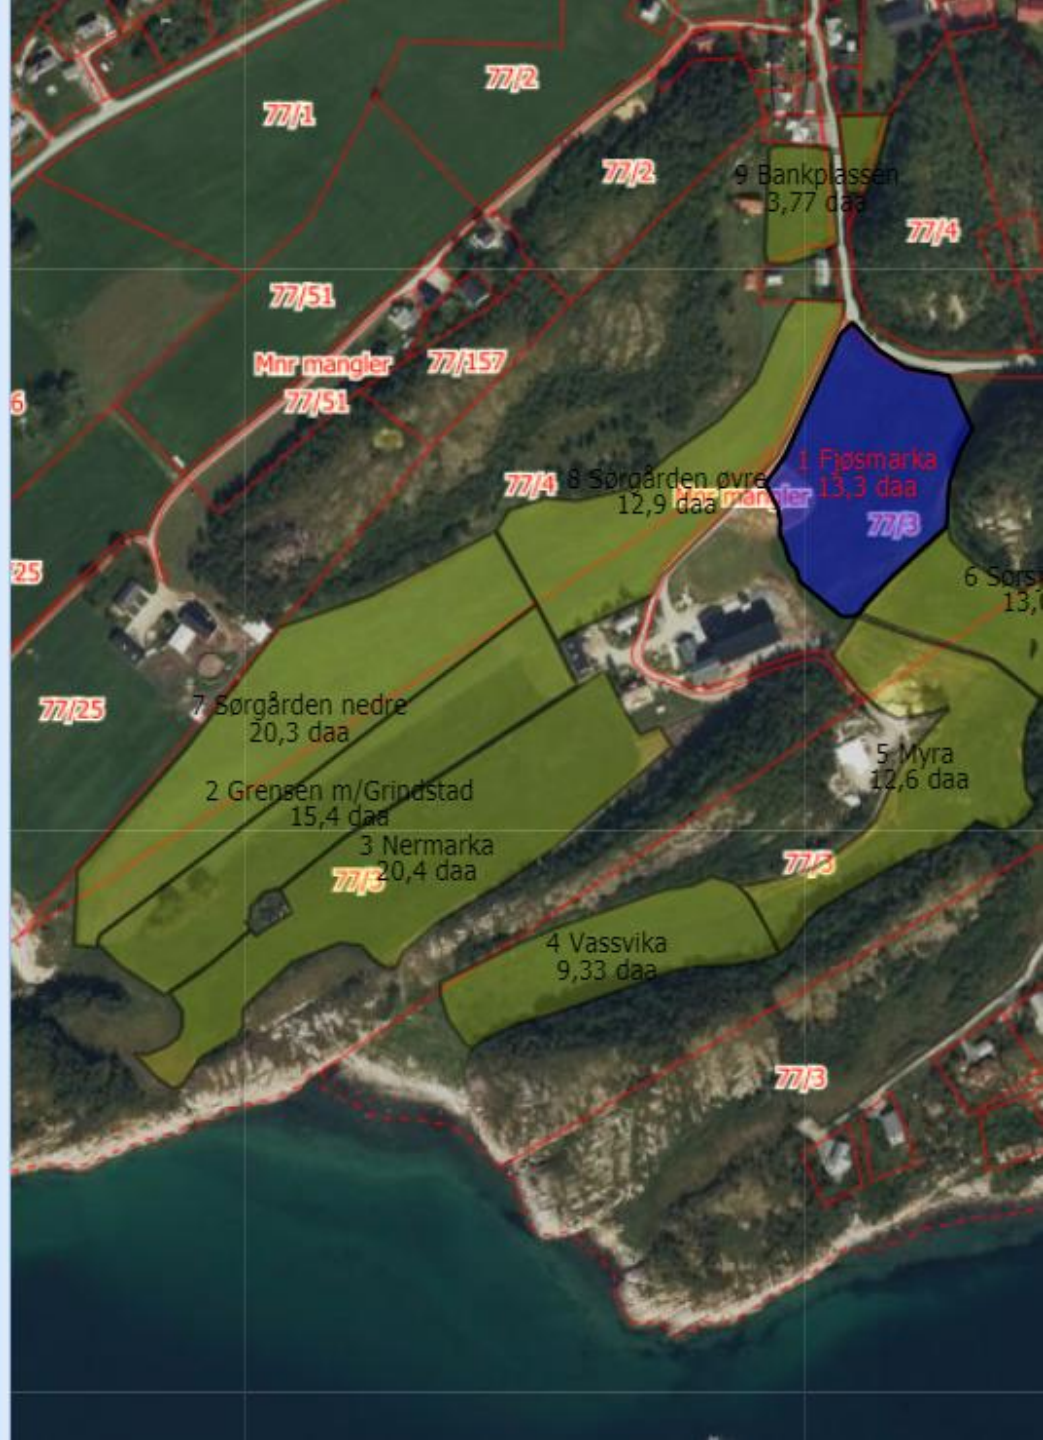 77/2
77/1
77/2
9 Bankplassen
3,77 daa
77/4
77/51
Mnr mangler
77/157
77/51
6
1 Fjøsmarka
13,3 daa
8 Sørgården øvre
12,9 daa
77/4
Mnr mangler
77/3
25
6
13,
7 Sørgården nedre
20,3 daa
77/25
2 Grensen m/Grindstad
15,4 daa
5 Myra
12,6 daa
3 Nermarka
20,4 daa
77/3
77/3
4 Vassvika
9,33 daa
77/3